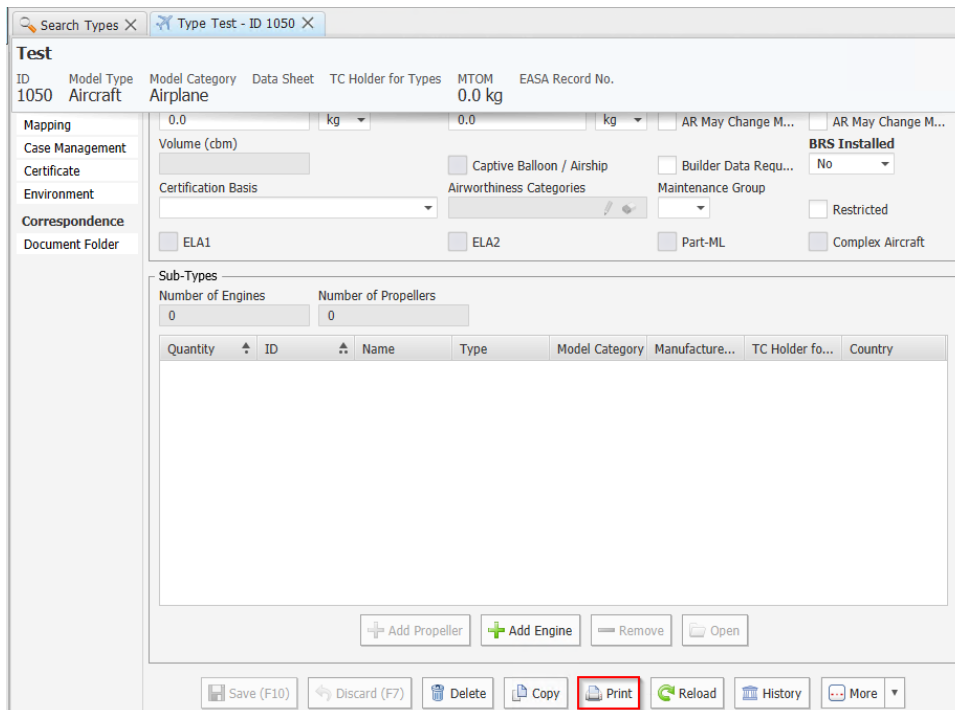 Search Types
Type Test - ID 1050
Test
ID Model Type Model Category Data Sheet TC Holder for Types MTOM EASA Record No.
1050 Aircraft Airplane 0.0 kg
Mapping
Case Management
Certificate
Environment
Correspondence
Document Folder
0.0 kg 0.0 kg AR May Change M... AR May Change M...
Volume (cbm) BRS Installed
Captive Balloon / Airship Builder Data Requ... No
Certification Basis Airworthiness Categories Maintenance Group
Restricted
ELA1 ELA2 Part-ML Complex Aircraft
Sub-Types
Number of Engines Number of Propellers
0 0
Quantity ID Name Type Model Category Manufacture... TC Holder fo... Country
Add Propeller Add Engine Remove Open
Save (F10) Discard (F7) Delete Copy Print Reload History More